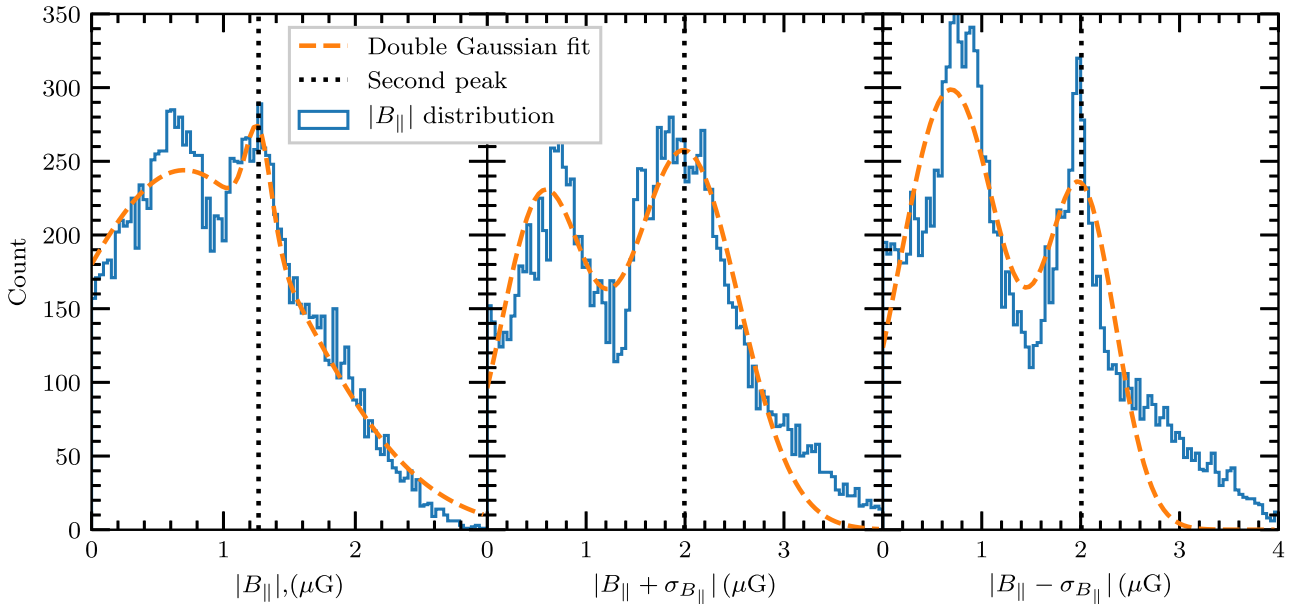 350
300
250
200
150
100
50
0
Count
Double Gaussian fit
Second peak
|B∥| distribution
0 1 2
0 1 2 3
0 1 2 3 4
|B∥|,(μG)
|B∥ + σB∥| (μG)
|B∥ − σB∥| (μG)